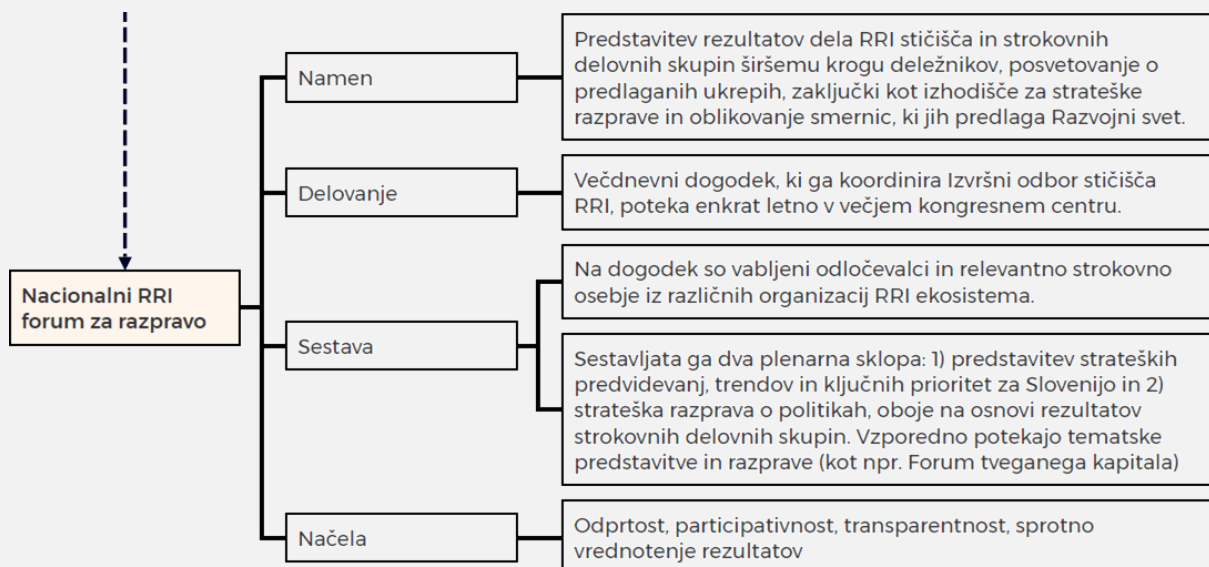 Namen
Predstavitev rezultatov dela RRI stičišča in strokovnih
delovnih skupin širšemu krogu deležnikov, posvetovanje o
predlaganih ukrepih, zaključki kot izhodišče za strateške
razprave in oblikovanje smernic, ki jih predlaga Razvojni svet.
Delovanje
Večdnevni dogodek, ki ga koordinira Izvršni odbor stičišča
RRI, poteka enkrat letno v večjem kongresnem centru.
Nacionalni RRI
forum za razpravo
Sestava
Na dogodek so vabljeni odločevalci in relevantno strokovno
osebje iz različnih organizacij RRI ekosistema.
Sestavljata ga dva plenarna sklopa: 1) predstavitev strateških
predvidevanj, trendov in ključnih prioritet za Slovenijo in 2)
strateška razprava o politikah, oboje na osnovi rezultatov
strokovnih delovnih skupin. Vzporedno potekajo tematske
predstavitve in razprave (kot npr. Forum tveganega kapitala)
Načela
Odprtost, participativnost, transparentnost, sprotno
vrednotenje rezultatov